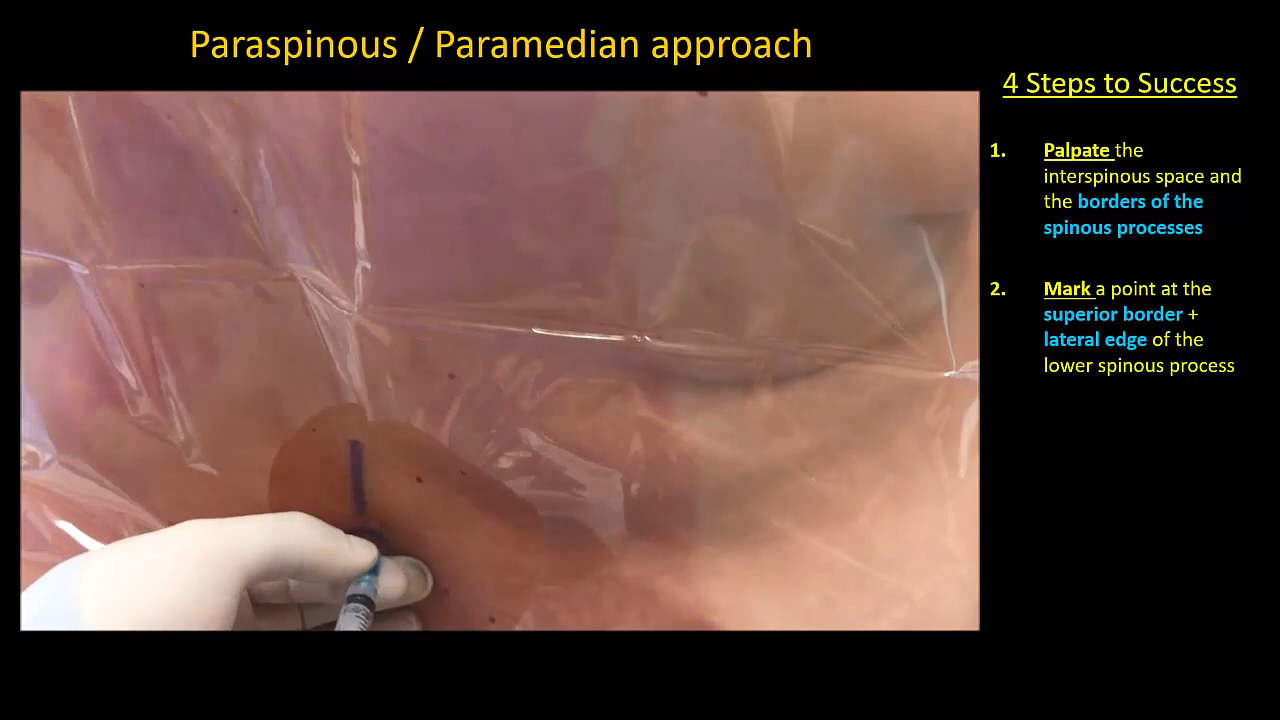 Paraspinous / Paramedian approach
4 Steps to Success
1. Palpate the
interspinous space and
the borders of the
spinous processes
2. Mark a point at the
superior border +
lateral edge of the
lower spinous process